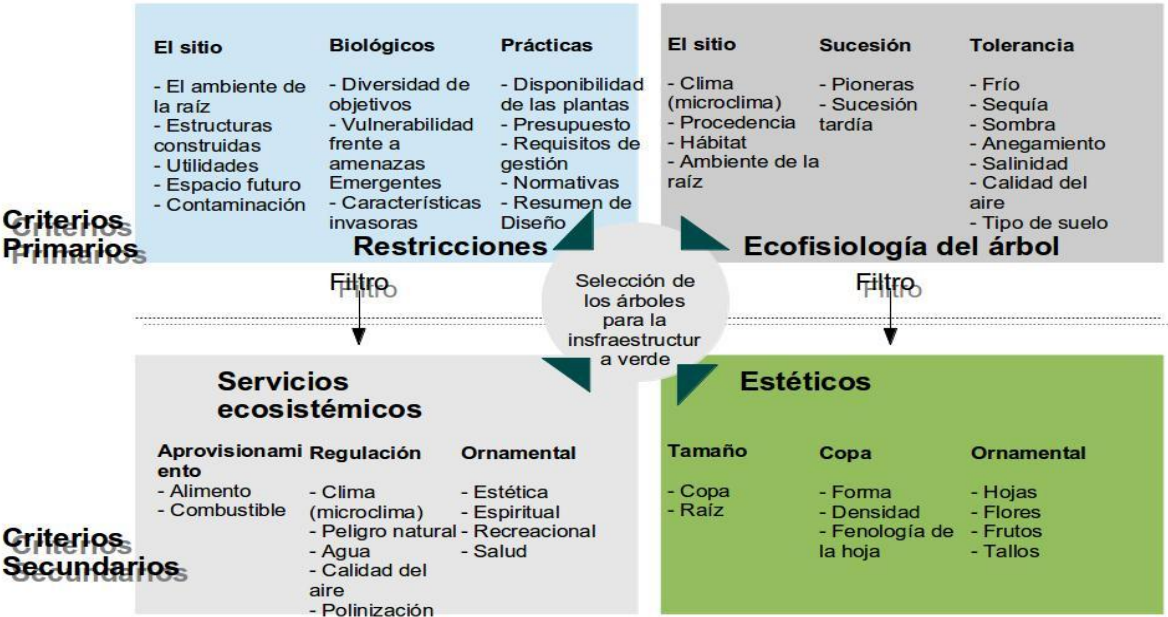 El sitio
- El ambiente de
la raíz
- Estructuras
construidas
- Utilidades
- Espacio futuro
- Contaminación
Biológicos
- Diversidad de
objetivos
- Vulnerabilidad
frente a
amenazas
Emergentes
- Características
invasoras
Prácticas
- Disponibilidad
de las plantas
- Presupuesto
- Requisitos de
gestión
- Normativas
- Resumen de
Diseño
Restricciones
El sitio
- Clima
(microclima)
- Procedencia
- Hábitat
- Ambiente de la
raíz
Sucesión
- Pioneras
- Sucesión
tardía
Tolerancia
- Frío
- Sequía
- Sombra
- Anegamiento
- Salinidad
- Calidad del
aire
- Tipo de suelo
Ecofisiología del árbol
Criterios
Primarios
Filtro
Filtro
Selección de
los árboles
para la
insfraestructur
a verde
Servicios
ecosistémicos
Aprovisionami
ento
- Alimento
- Combustible
Regulación
- Clima
(microclima)
- Peligro natural
- Agua
- Calidad del
aire
- Polinización
Ornamental
- Estética
- Espiritual
- Recreacional
- Salud
Estéticos
Tamaño
- Copa
- Raíz
Copa
- Forma
- Densidad
- Fenología de
la hoja
Ornamental
- Hojas
- Flores
- Frutos
- Tallos
Criterios
Secundarios